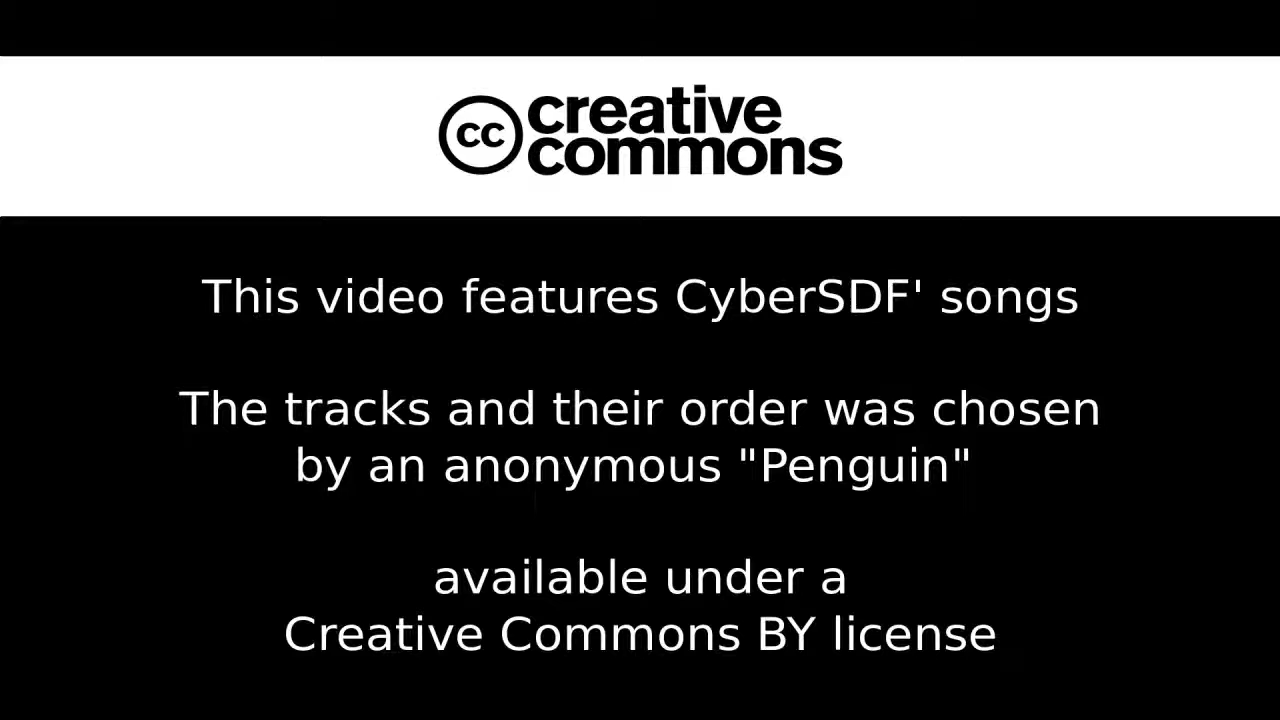 cc creative
commons
This video features CyberSDF' songs
The tracks and their order was chosen
by an anonymous "Penguin"
available under a
Creative Commons BY license